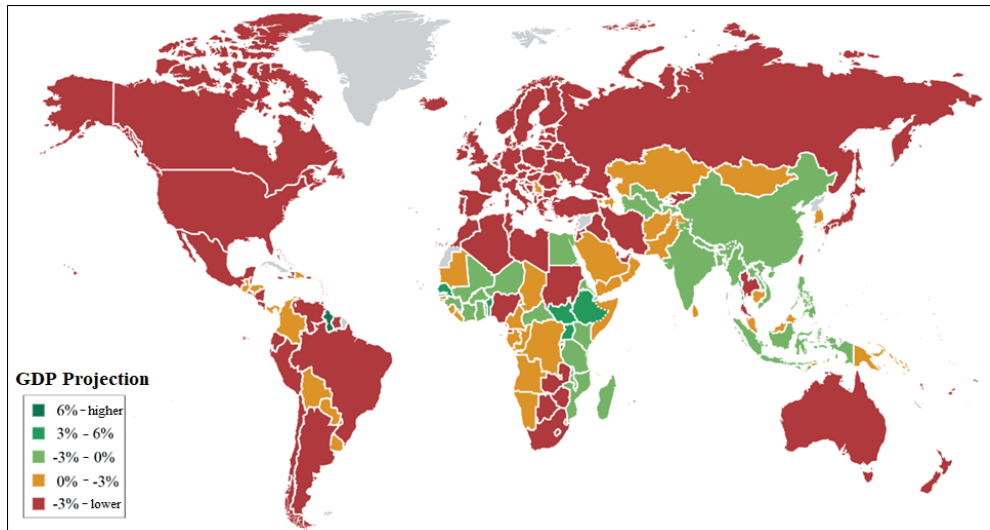 GDP Projection
6% - higher
3% - 6%
-3% - 0%
0% - -3%
-3% - lower